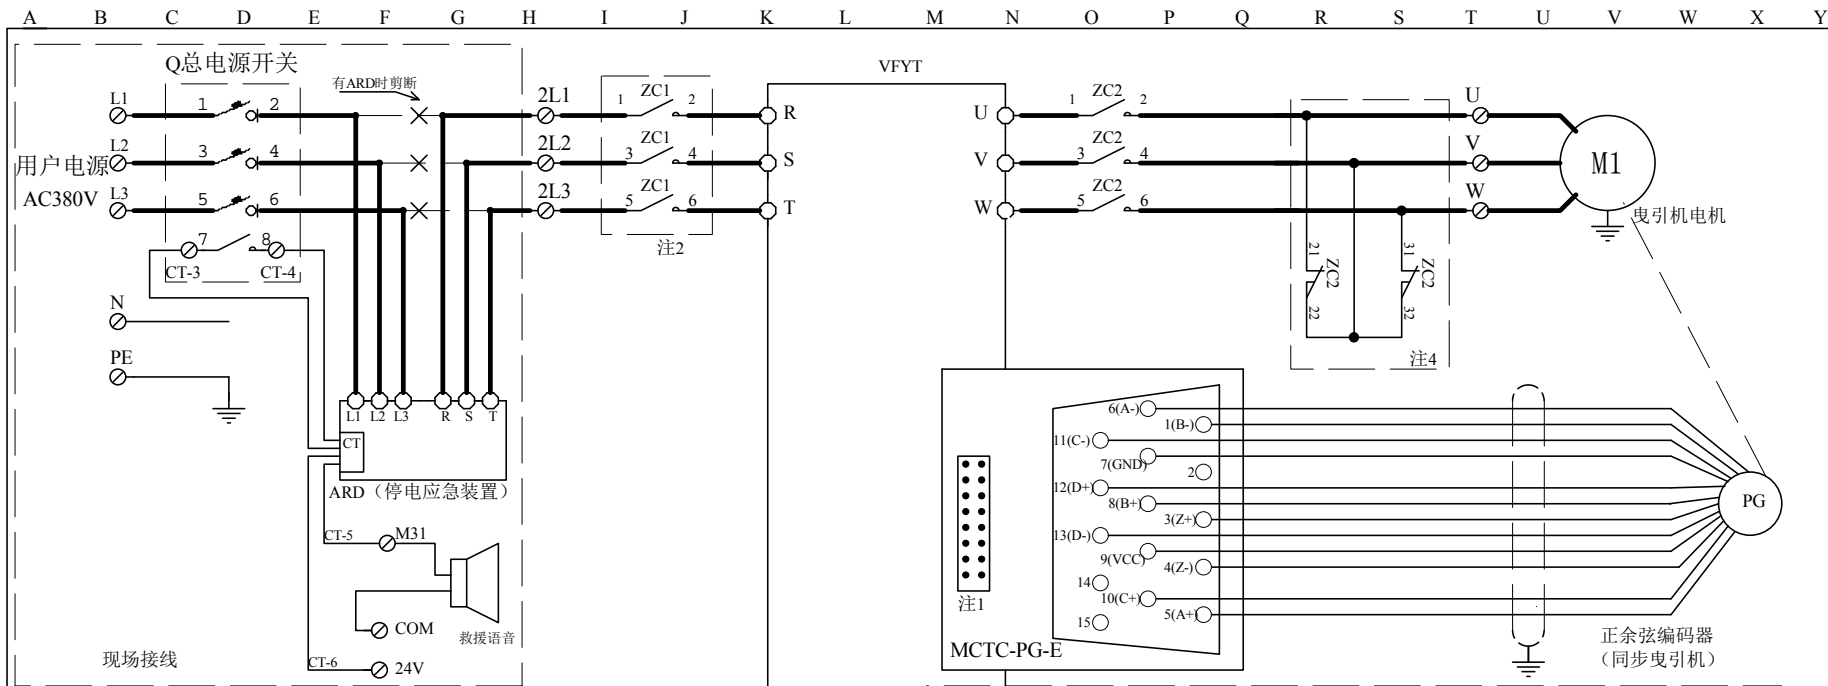 A B C D E F G H I J K L M N O P Q R S T U V W X Y
Q总电源开关
有ARD时剪断
VFYT
L1
1
2
2L1
1
ZC1
2
R
U
1
ZC2
2
U
L2
3
4
2L2
3
ZC1
4
S
V
3
ZC2
4
V
M1
用户电源
AC380V
L3
5
6
2L3
5
ZC1
6
T
W
5
ZC2
6
W
曳引机电机
7
8
CT-3
CT-4
注2
21
ZC2
22
31
ZC2
32
注4
N
PE
L1
L2
L3
R
S
T
CT
ARD（停电应急装置）
CT-5
M31
COM
救援语音
CT-6
24V
现场接线
6(A-)
1(B-)
11(C-)
7(GND)
2
12(D+)
8(B+)
3(Z+)
13(D-)
9(VCC)
4(Z-)
14
10(C+)
5(A+)
15
注1
MCTC-PG-E
PG
正余弦编码器
（同步曳引机）